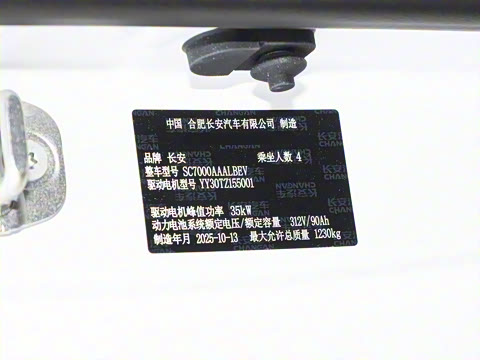 中国 合肥长安汽车有限公司 制造
品牌 长安 乘坐人数 4
整车型号 SC7000AAALBEV
驱动电机型号 YY30TZ155001
驱动电机峰值功率 35kW
动力电池系统额定电压/额定容量 312V/90Ah
制造年月 2025-10-13 最大允许总质量 1230kg